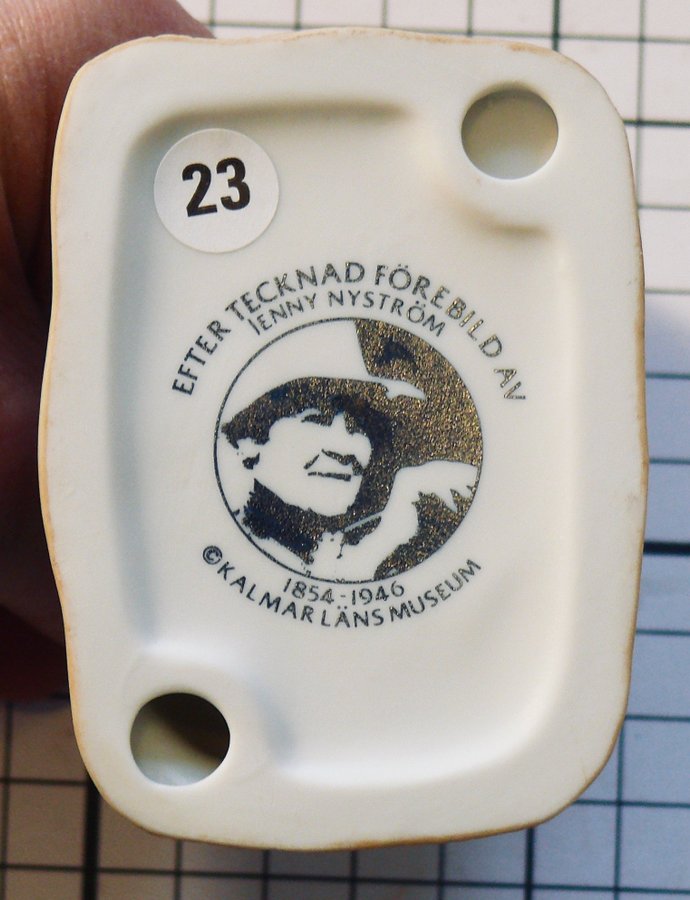 23
EFTER TECKNAD FÖREBILD AV
JENNY NYSTRÖM
1854-1946
©KALMAR LÄNS MUSEUM